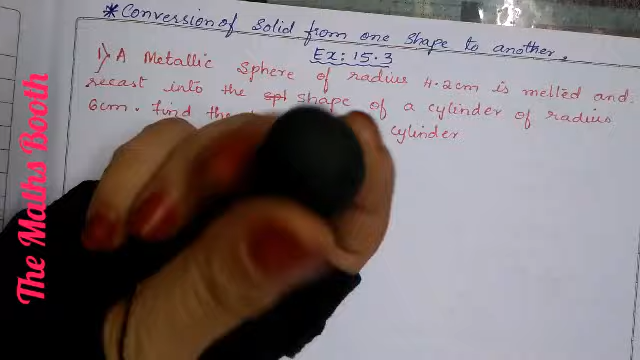 * Conversion of Solid from one shape to another.
Ex: 15.3
1) A Metallic Sphere of radius 4.2cm is melted and
recast into the shape of a cylinder of radius
6cm. find the cylinder
The Maths Booth